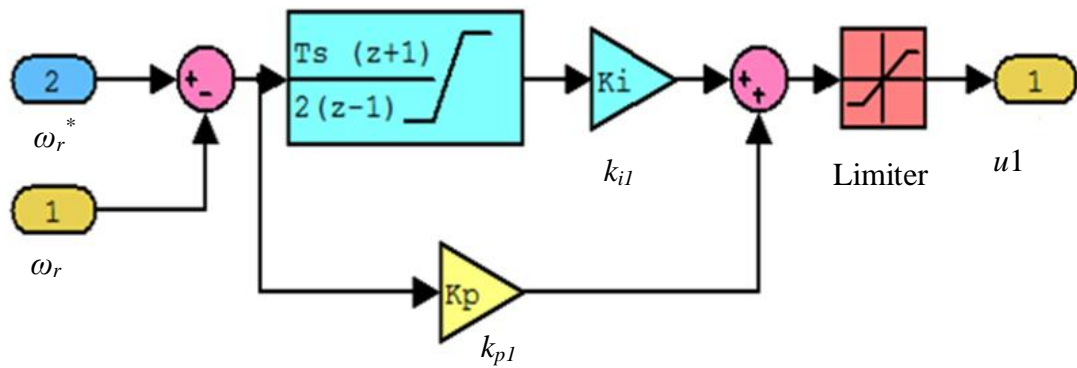 Ts (z+1)
2(z-1)
2
+
-
Ki
+
+
1
ωr*
ki1
Limiter
u1
1
ωr
Kp
kp1